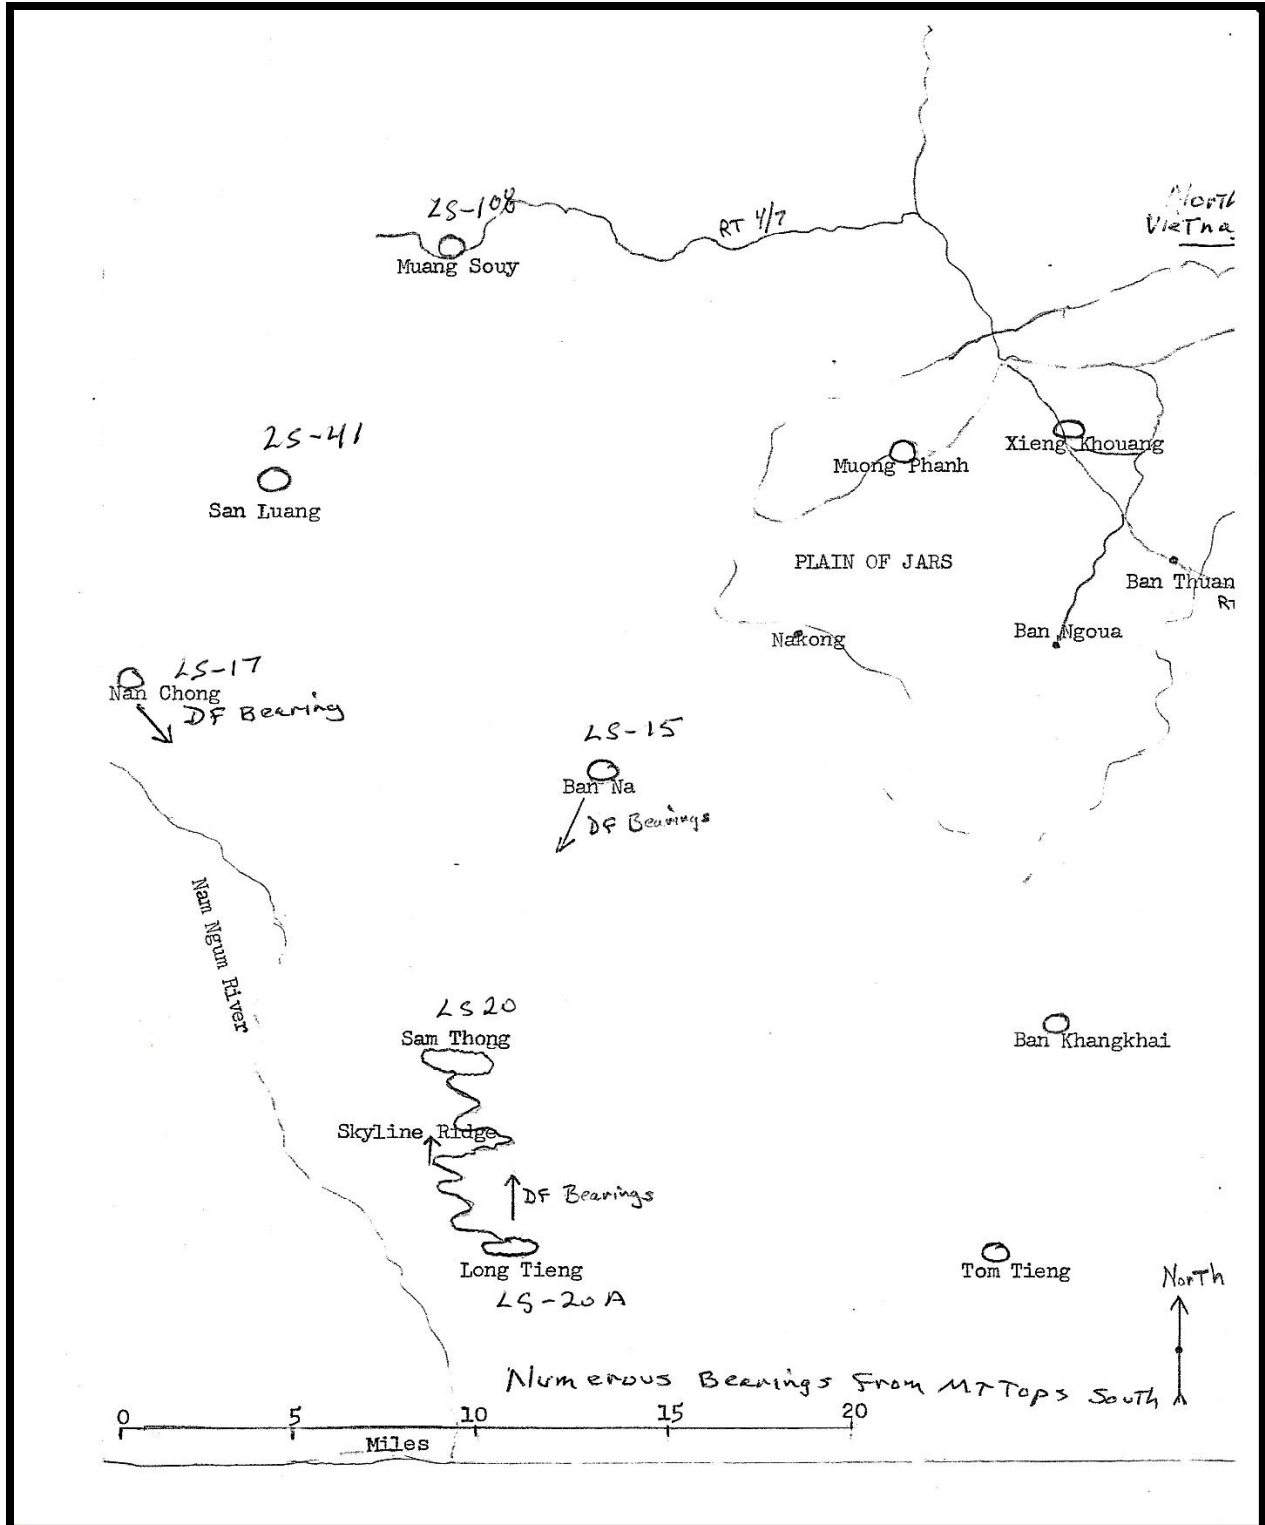 LS-108
RT 4/7
North
VieTna
Muang Souy
LS-41
San Luang
Xieng Khouang
Muong Phanh
PLAIN OF JARS
Ban Thuan
RT
Nakong
Ban Ngoua
LS-17
Nan Chong
DF Bearing
LS-15
Ban Na
DF Bearings
Nam Ngum River
LS 20
Sam Thong
Ban Khangkhai
Skyline Ridge
DF Bearings
Long Tieng
LS-20A
Tom Tieng
NorTh
Numerous Bearings From MT Tops South
0 5 10 15 20
Miles